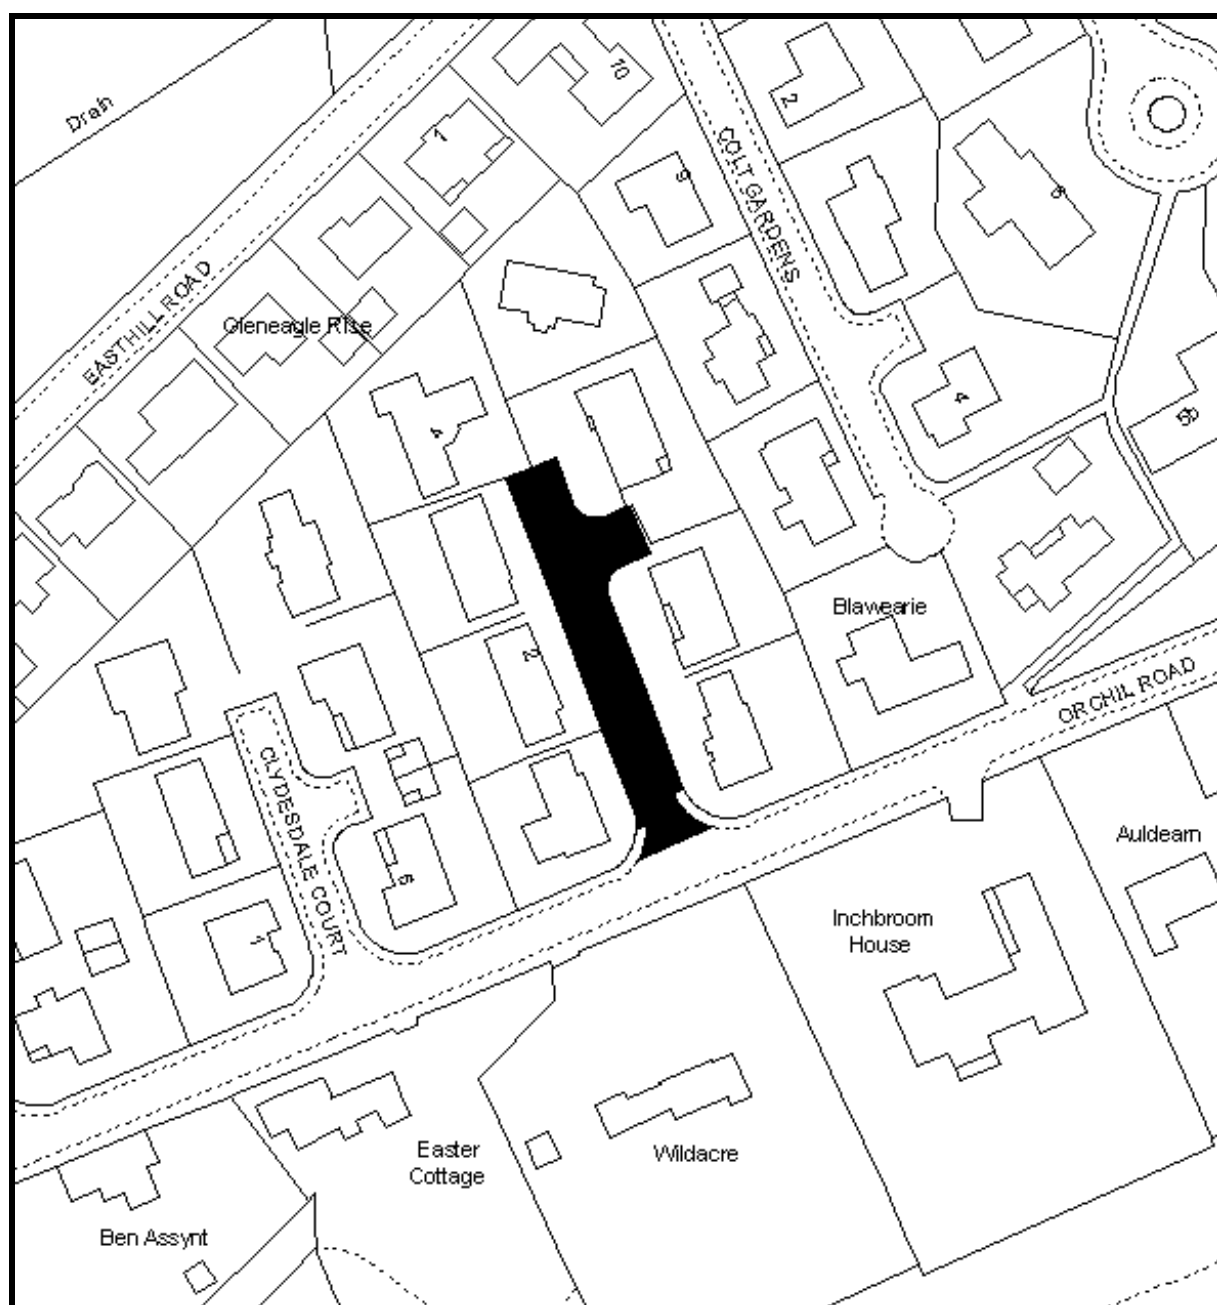 Drain
10
1
2
COLT GARDENS
9
6
EASTHILL ROAD
Gleneagle Rise
4
4
2
Blawearie
ORCHIL ROAD
CLYDESDALE COURT
5
1
Auldearn
Inchbroom
House
Easter
Cottage
Wildacre
Ben Assynt